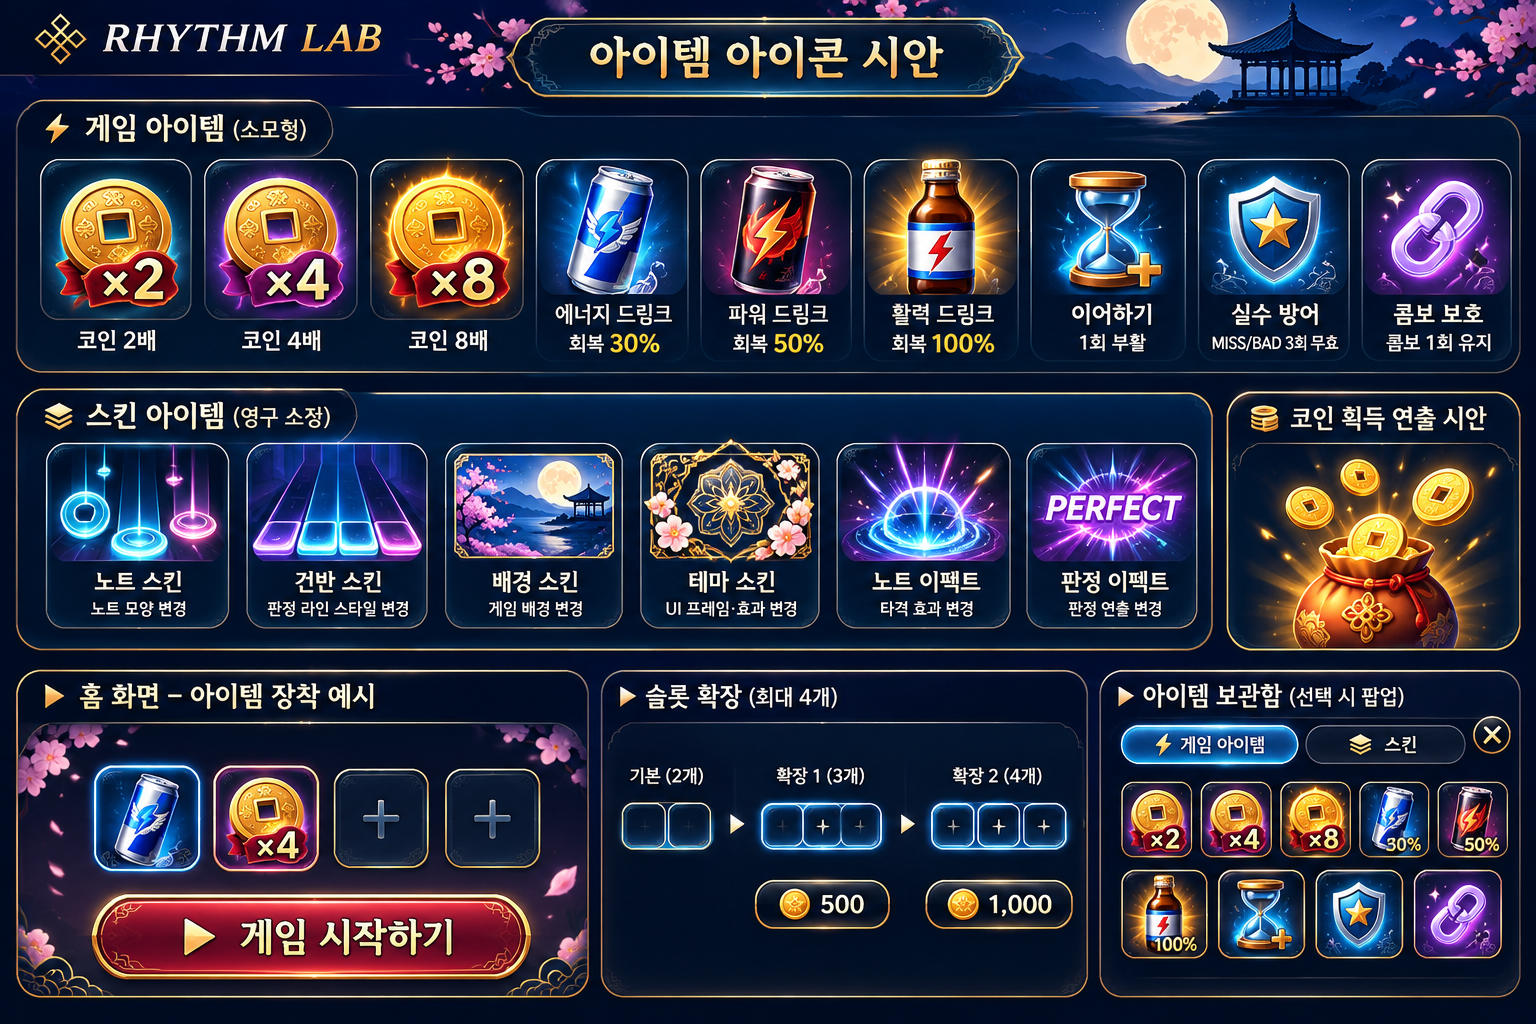 RHYTHM LAB
아이템 아이콘 시안
게임 아이템 (소모형)
×2
×4
×8
코인 2배
코인 4배
코인 8배
에너지 드링크
회복 30%
파워 드링크
회복 50%
활력 드링크
회복 100%
이어하기
1회 부활
실수 방어
MISS/BAD 3회 무효
콤보 보호
콤보 1회 유지
스킨 아이템 (영구 소장)
노트 스킨
노트 모양 변경
건반 스킨
판정 라인 스타일 변경
배경 스킨
게임 배경 변경
테마 스킨
UI 프레임·효과 변경
노트 이팩트
타격 효과 변경
PERFECT
판정 이펙트
판정 연출 변경
코인 획득 연출 시안
홈 화면 – 아이템 장착 예시
×4
게임 시작하기
슬롯 확장 (회대 4개)
기본 (2개)
확장 1 (3개)
확장 2 (4개)
500
1,000
아이템 보관함 (선택 시 팝업)
게임 아이템
스킨
×2
×4
×8
30%
50%
100%